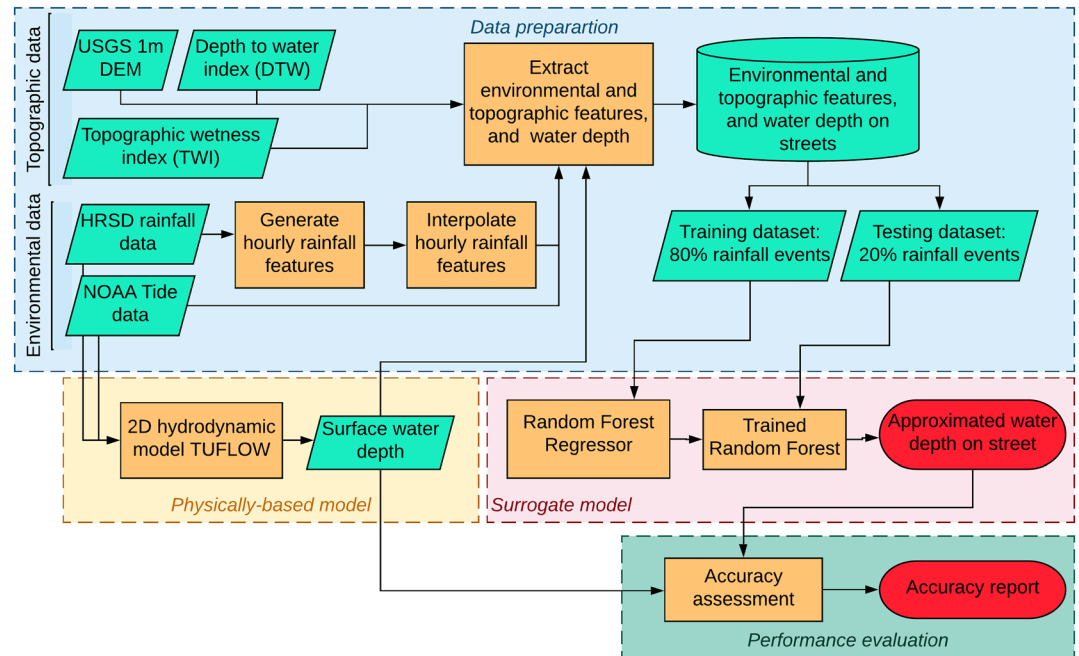 Data preparartion
Topographic data
USGS 1m
DEM
Depth to water
index (DTW)
Topographic wetness
index (TWI)
Extract
environmental and
topographic features,
and water depth
Environmental and
topographic features,
and water depth on
streets
Environmental data
HRSD rainfall
data
Generate
hourly rainfall
features
Interpolate
hourly rainfall
features
Training dataset:
80% rainfall events
Testing dataset:
20% rainfall events
NOAA Tide
data
2D hydrodynamic
model TUFLOW
Surface water
depth
Physically-based model
Random Forest
Regressor
Trained
Random Forest
Approximated water
depth on street
Surrogate model
Accuracy
assessment
Accuracy report
Performance evaluation